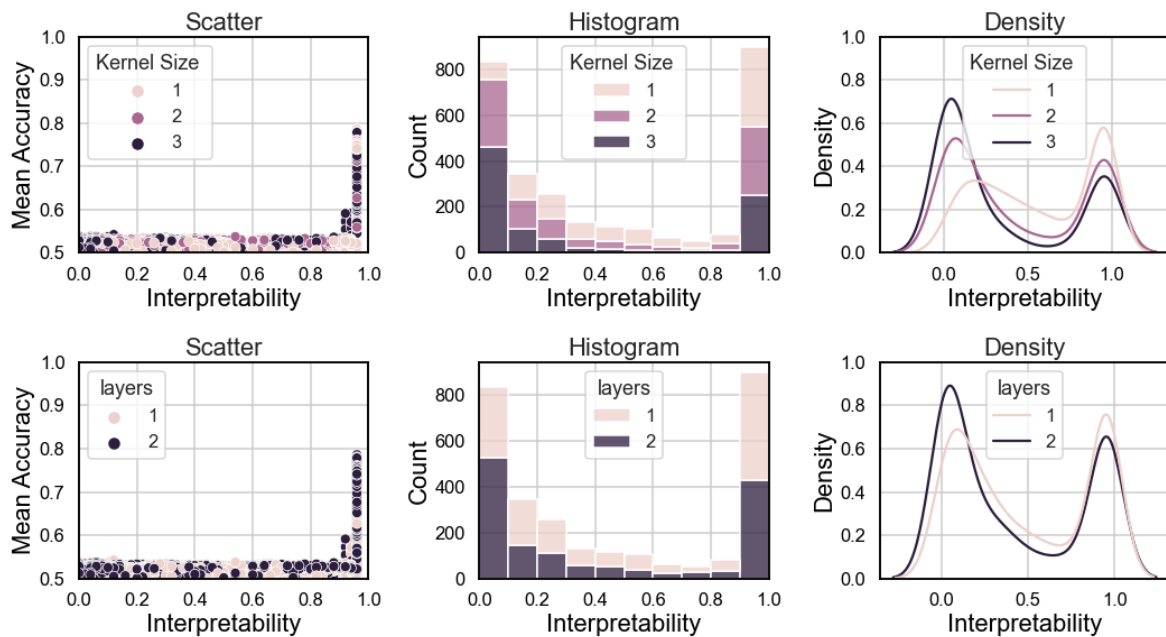 Scatter
Mean Accuracy
1.0
0.9
0.8
0.7
0.6
0.5
Kernel Size
1
2
3
0.0 0.2 0.4 0.6 0.8 1.0
Interpretability
Histogram
Count
800
600
400
200
0
Kernel Size
1
2
3
0.0 0.2 0.4 0.6 0.8 1.0
Interpretability
Density
Density
1.0
0.8
0.6
0.4
0.2
0.0
Kernel Size
1
2
3
0.0 0.5 1.0
Interpretability
Scatter
Mean Accuracy
1.0
0.9
0.8
0.7
0.6
0.5
layers
1
2
0.0 0.2 0.4 0.6 0.8 1.0
Interpretability
Histogram
Count
800
600
400
200
0
layers
1
2
0.0 0.2 0.4 0.6 0.8 1.0
Interpretability
Density
Density
1.0
0.8
0.6
0.4
0.2
0.0
layers
1
2
0.0 0.5 1.0
Interpretability